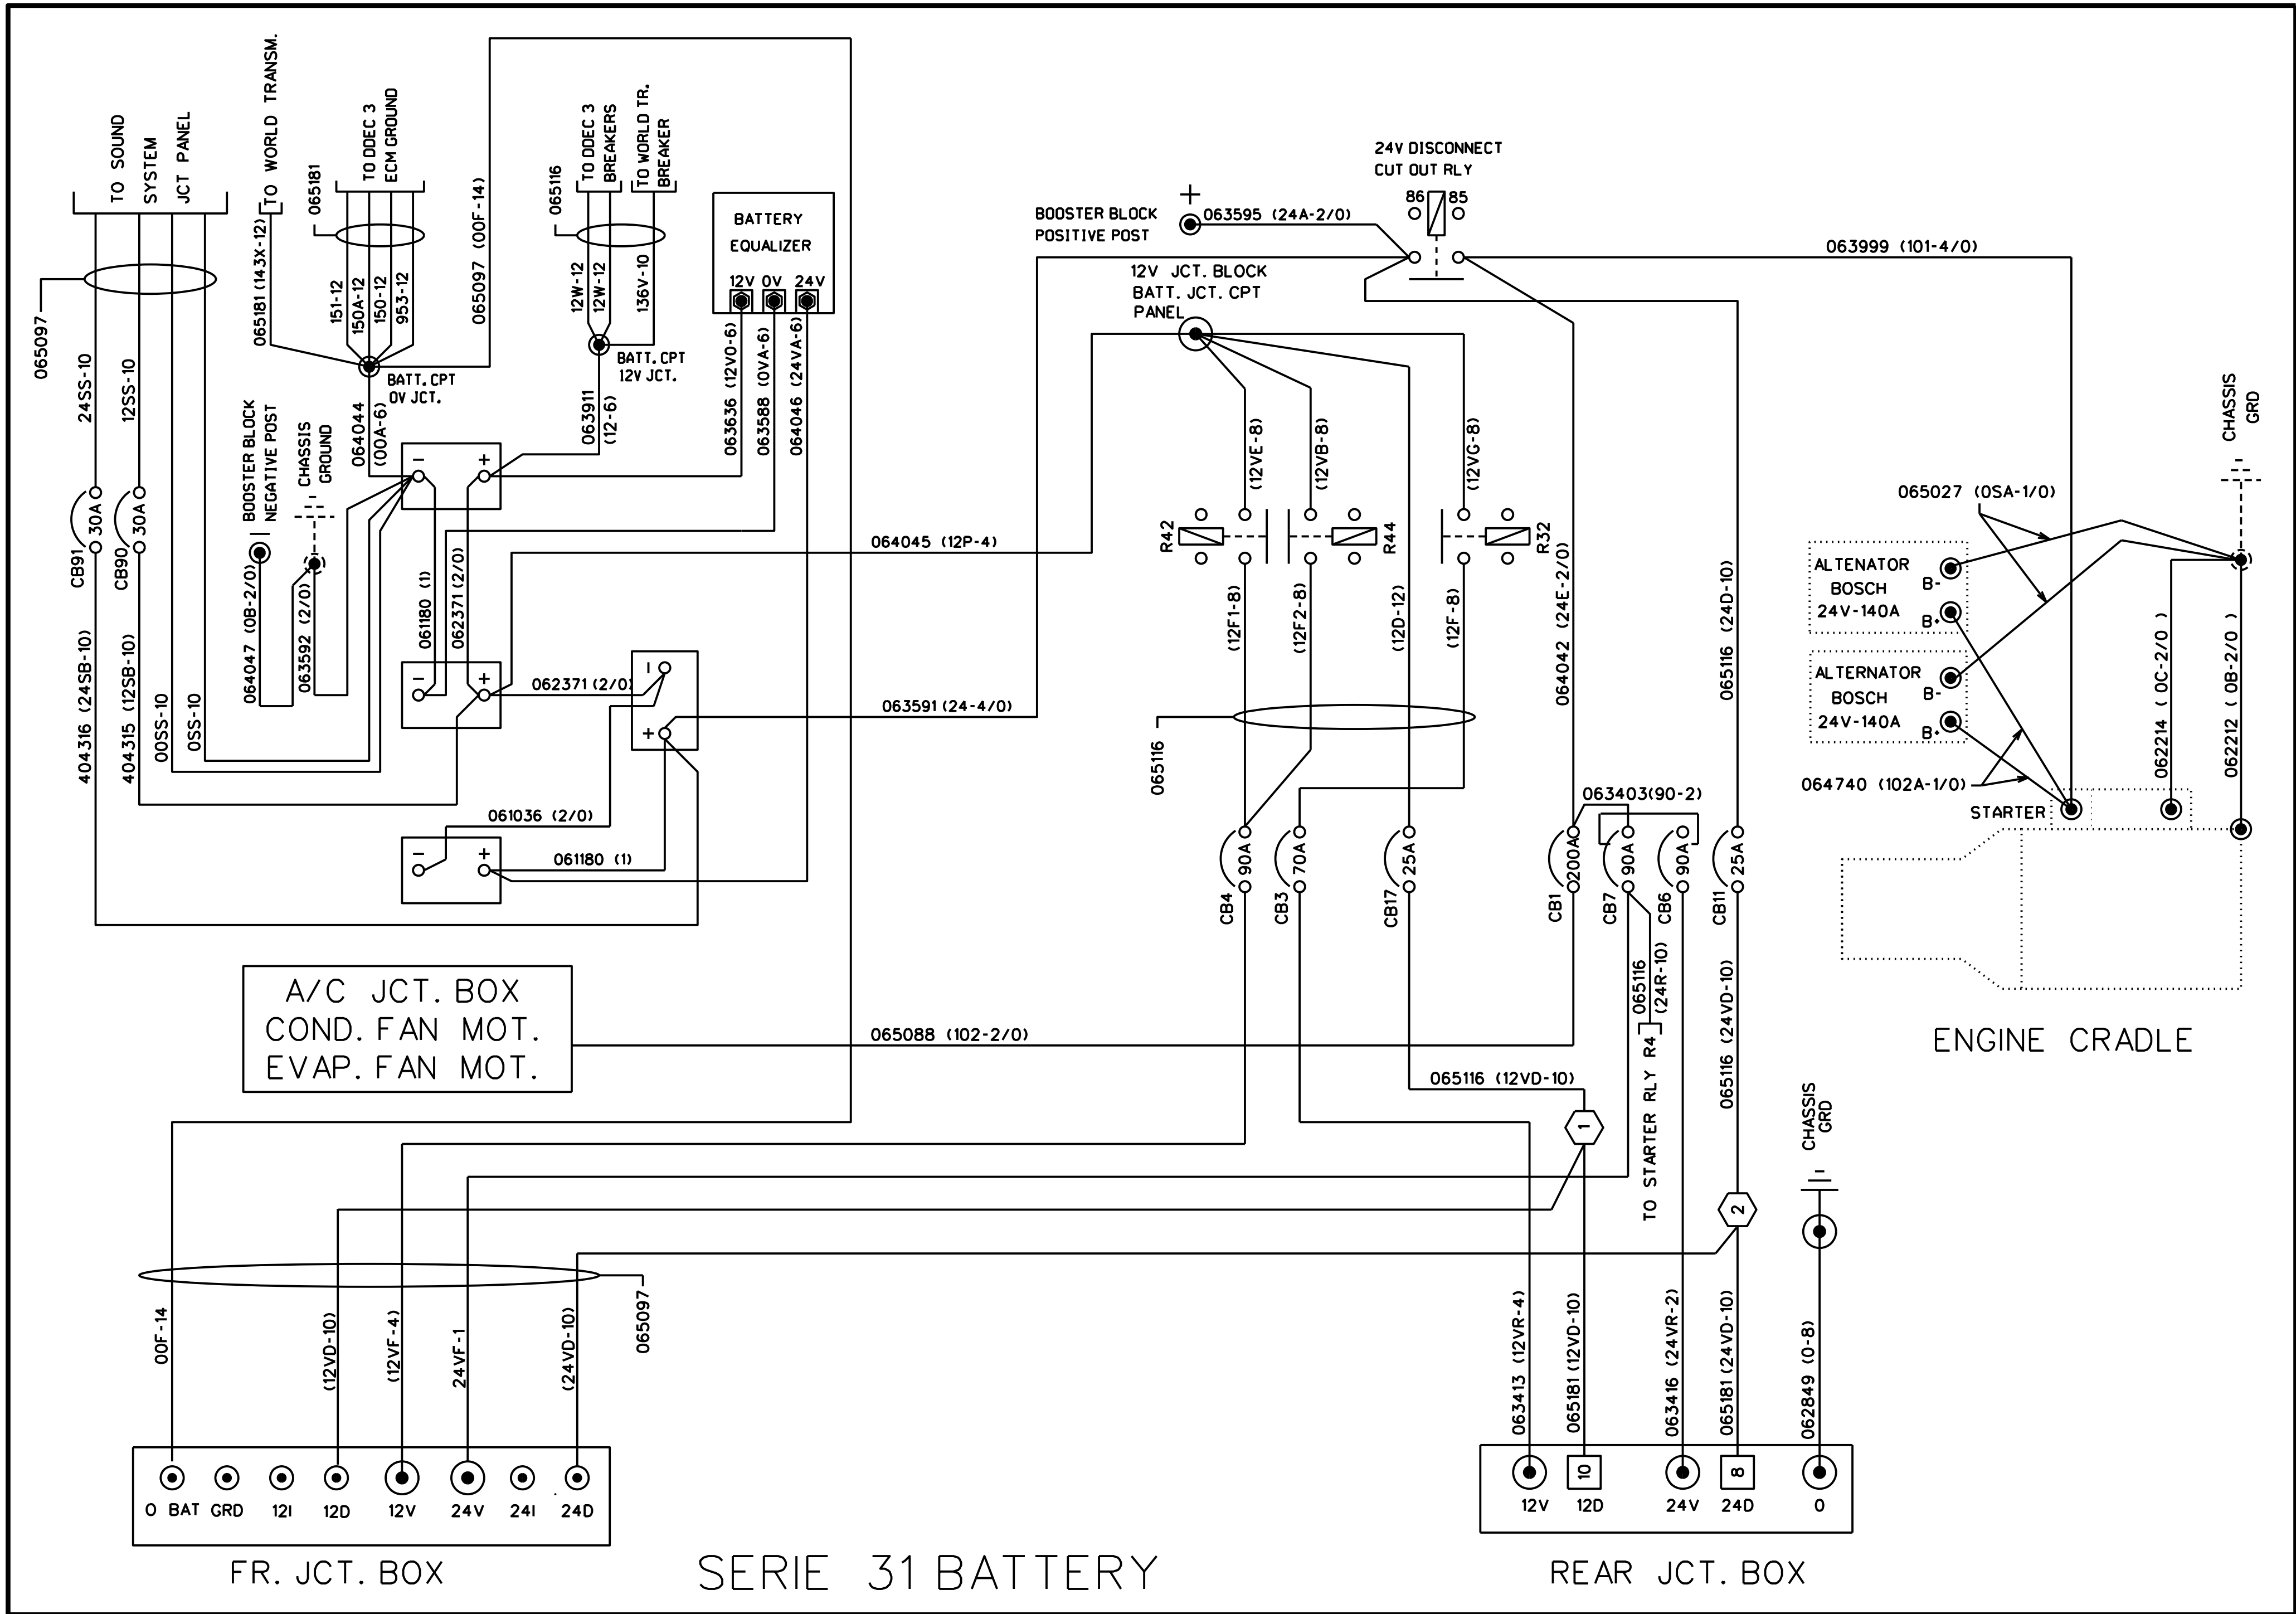 TO SOUND
SYSTEM
JCT PANEL
TO WORLD TRANSM.
065181
TO DDEC 3
ECM GROUND
065097 (00F-14)
065116
TO DDEC 3
BREAKERS
TO WORLD TR.
BREAKER
065097
24SS-10
12SS-10
065181 (143X-12)
151-12
150A-12
150-12
953-12
12W-12
12W-12
136V-10
BATTERY
EQUALIZER
12V 0V 24V
BATT. CPT
0V JCT.
BATT. CPT
12V JCT.
BOOSTER BLOCK
NEGATIVE POST
CHASSIS
GROUND
064044
(00A-6)
063911
(12-6)
063636 (12VO-6)
063588 (0VA-6)
064046 (24VA-6)
- +
CB91
30A
CB90
30A
064047 (0B-2/0)
063592 (2/0)
061180 (1)
062371 (2/0)
404316 (24SB-10)
404315 (12SB-10)
00SS-10
0SS-10
- +
062371 (2/0)
-
+
061036 (2/0)
- +
061180 (1)
064045 (12P-4)
063591 (24-4/0)
BOOSTER BLOCK
POSITIVE POST
+
063595 (24A-2/0)
24V DISCONNECT
CUT OUT RLY
86 85
063999 (101-4/0)
12V JCT. BLOCK
BATT. JCT. CPT
PANEL
(12VE-8)
(12VB-8)
(12VG-8)
R42
R44
R32
(12F1-8)
(12F2-8)
(12D-12)
(12F-8)
064042 (24E-2/0)
065116 (24D-10)
065116
063403(90-2)
CB4
90A
CB3
70A
CB17
25A
CB1
200A
CB7
90A
CB6
90A
CB11
25A
CHASSIS
GRD
065027 (0SA-1/0)
ALTENATOR
BOSCH
24V-140A
B-
B+
ALTERNATOR
BOSCH
24V-140A
B-
B+
064740 (102A-1/0)
STARTER
062214 ( 0C-2/0 )
062212 ( 0B-2/0 )
ENGINE CRADLE
A/C JCT. BOX
COND. FAN MOT.
EVAP. FAN MOT.
065088 (102-2/0)
065116
(24R-10)
TO STARTER RLY R4
065116 (12VD-10)
065116 (24VD-10)
1
2
CHASSIS
GRD
00F-14
(12VD-10)
(12VF-4)
24VF-1
(24VD-10)
065097
063413 (12VR-4)
065181 (12VD-10)
063416 (24VR-2)
065181 (24VD-10)
062849 (0-8)
10
8
0 BAT GRD 12I 12D 12V 24V 24I 24D
12V 12D 24V 24D 0
FR. JCT. BOX
SERIE 31 BATTERY
REAR JCT. BOX